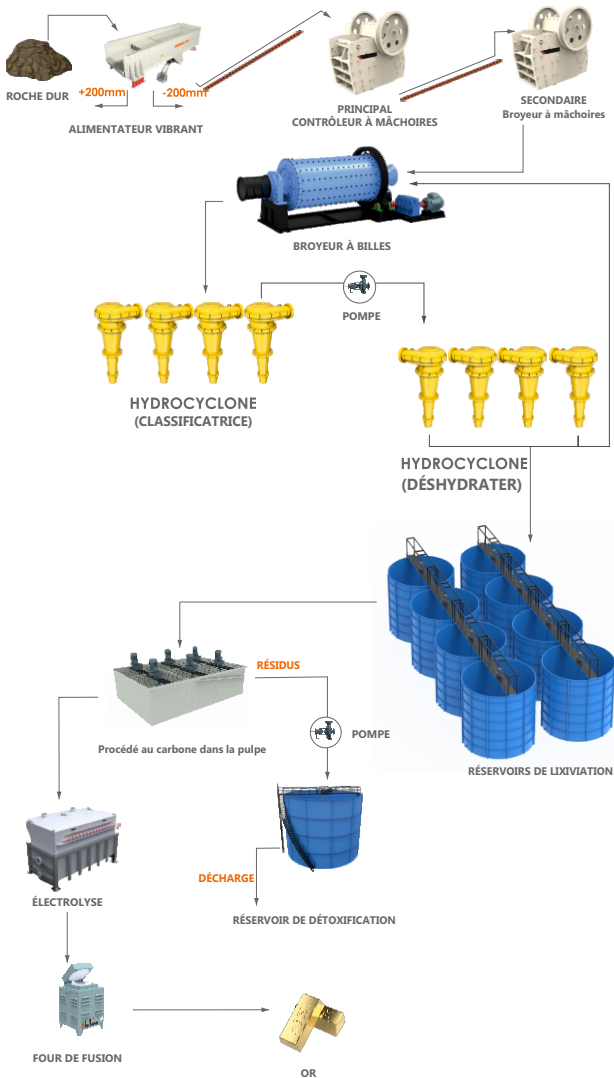 ROCHE DUR
+200mm
-200mm
ALIMENTATEUR VIBRANT
PRINCIPAL
CONTRÔLEUR À MÂCHOIRES
SECONDAIRE
Broyeur à mâchoires
BROYEUR À BILLES
POMPE
HYDROCYCLONE
(CLASSIFICATRICE)
HYDROCYCLONE
(DÉSHYDRATER)
RÉSIDUS
POMPE
Procédé au carbone dans la pulpe
RÉSERVOIRS DE LIXIVIATION
DÉCHARGE
ÉLECTROLYSE
RÉSERVOIR DE DÉTOXIFICATION
FOUR DE FUSION
OR